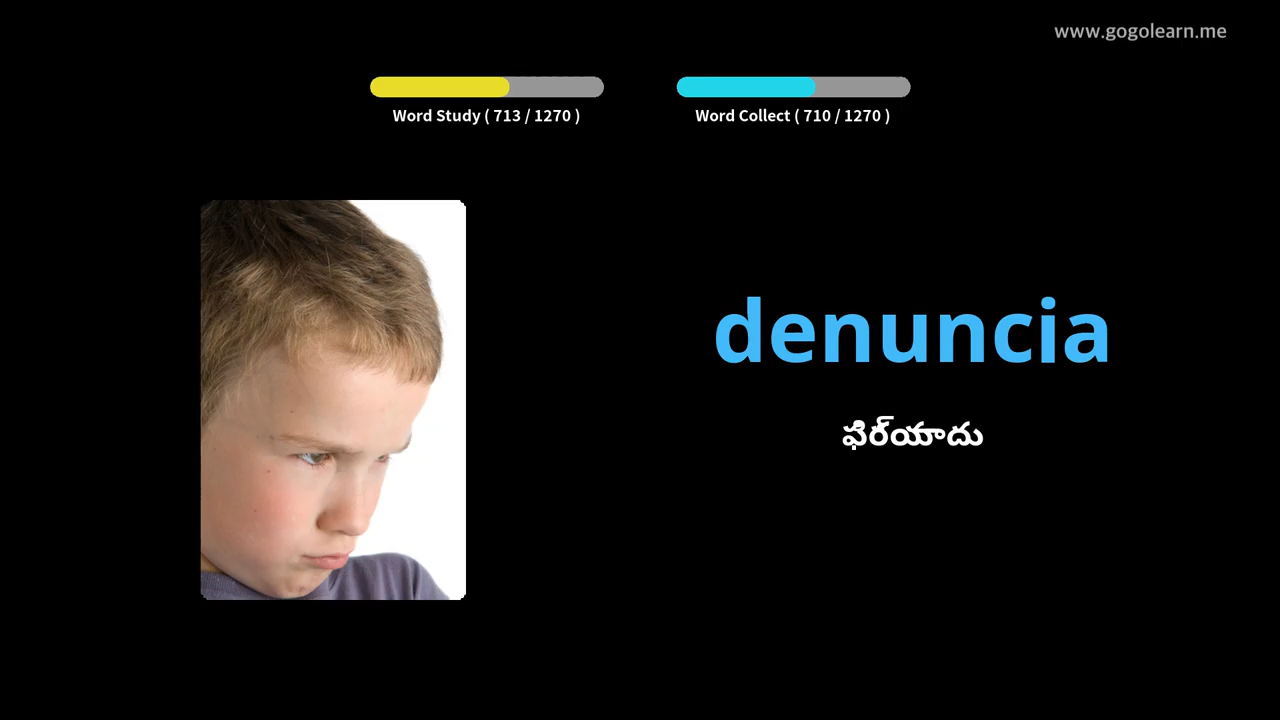 www.gogolearn.me
Word Study ( 713 / 1270 )
Word Collect ( 710 / 1270 )
denuncia
ఫిర్‌యాదు